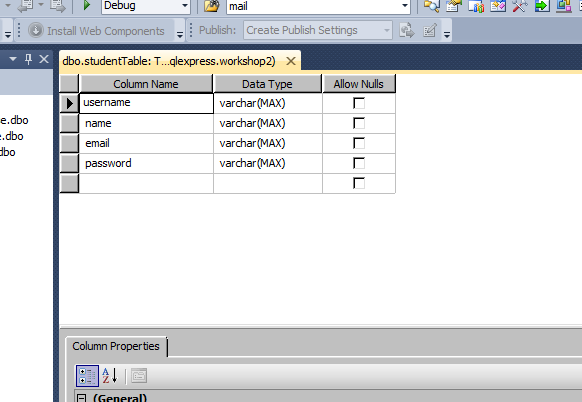 Debug
mail
Install Web Components
Publish: Create Publish Settings
dbo.studentTable: T...qlexpress.workshop2)
Column Name Data Type Allow Nulls
username varchar(MAX)
e.dbo
name varchar(MAX)
e.dbo
email varchar(MAX)
dbo
password varchar(MAX)
Column Properties
(General)